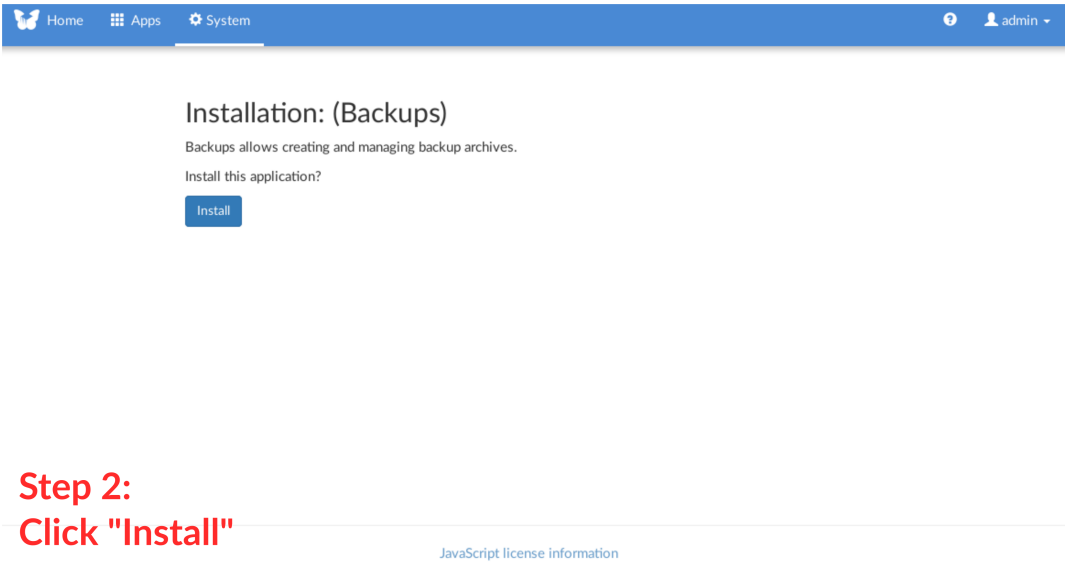 Home Apps System admin
Installation: (Backups)
Backups allows creating and managing backup archives.
Install this application?
Install
Step 2:
Click "Install"
JavaScript license information